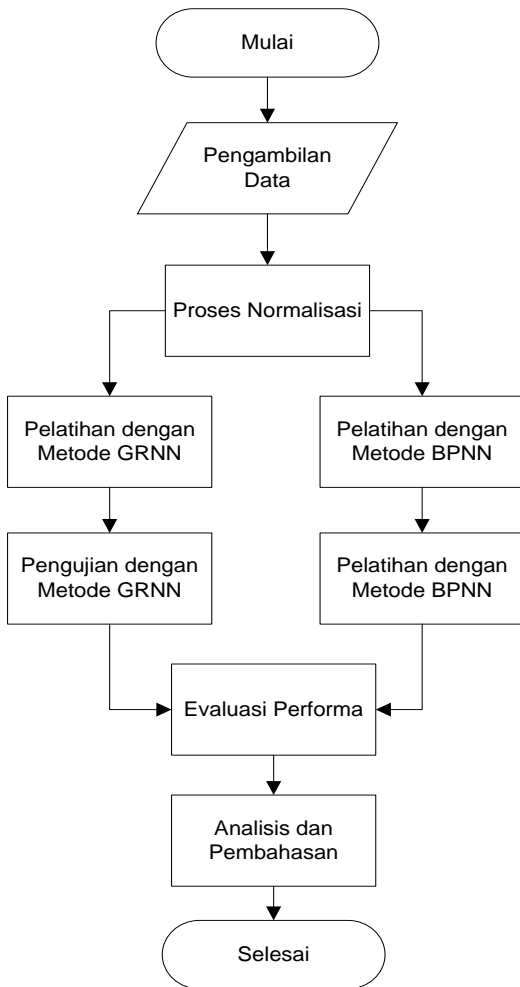 Mulai
Pengambilan
Data
Proses Normalisasi
Pelatihan dengan
Metode GRNN
Pelatihan dengan
Metode BPNN
Pengujian dengan
Metode GRNN
Pelatihan dengan
Metode BPNN
Evaluasi Performa
Analisis dan
Pembahasan
Selesai